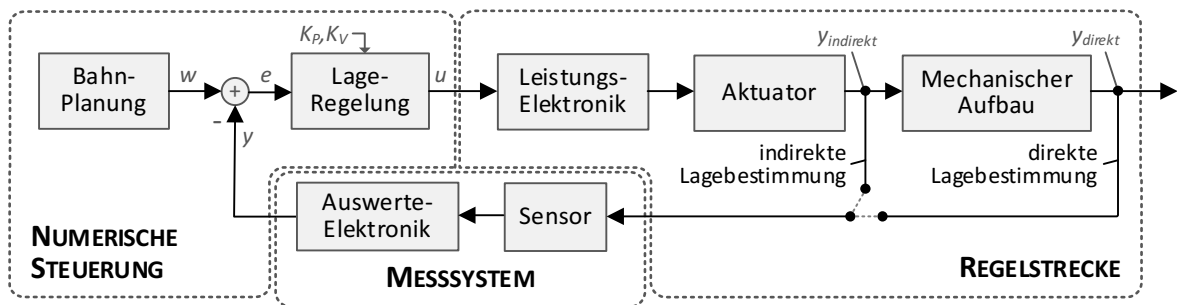 Bahn-
Planung
w
+
-
e
y
K_P,K_V
Lage-
Regelung
u
Leistungs-
Elektronik
Aktuator
y_indirekt
Mechanischer
Aufbau
y_direkt
indirekte
Lagebestimmung
direkte
Lagebestimmung
Auswerte-
Elektronik
Sensor
NUMERISCHE
STEUERUNG
MESSSYSTEM
REGELSTRECKE